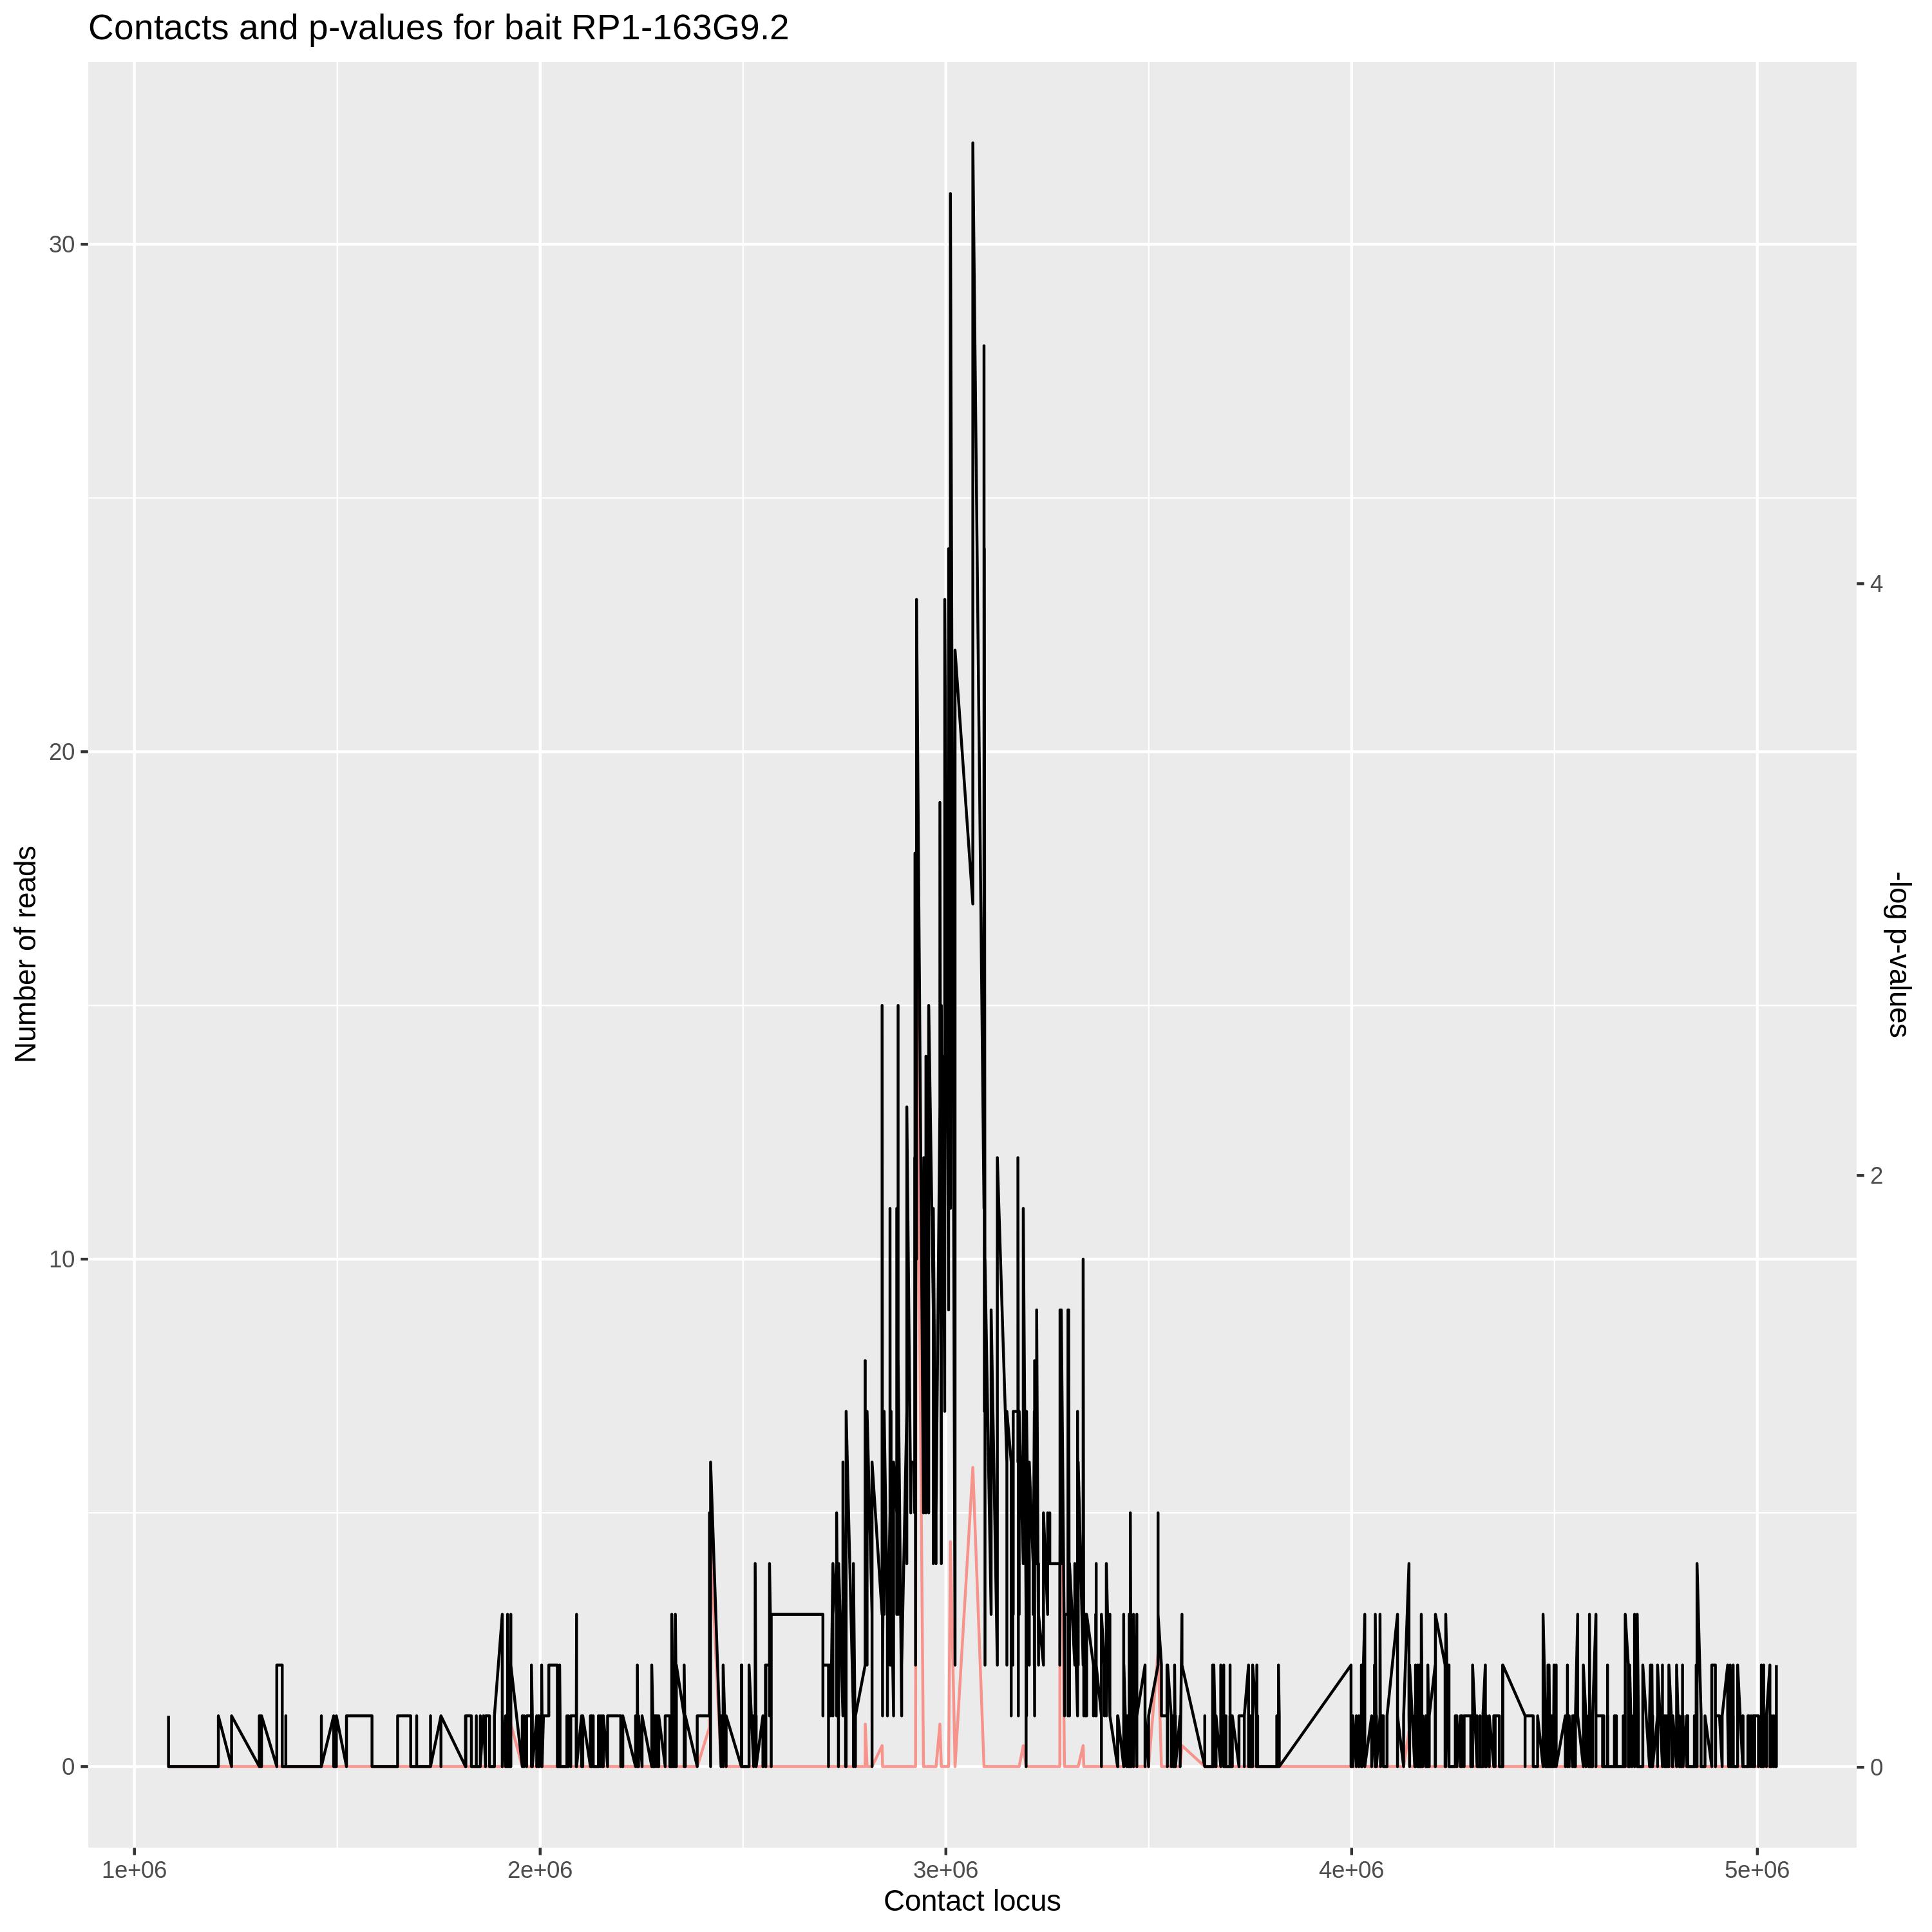 Contacts and p-values for bait RP1-163G9.2
30
20
10
0
4
2
0
Number of reads
-log p-values
1e+06 2e+06 3e+06 4e+06 5e+06
Contact locus